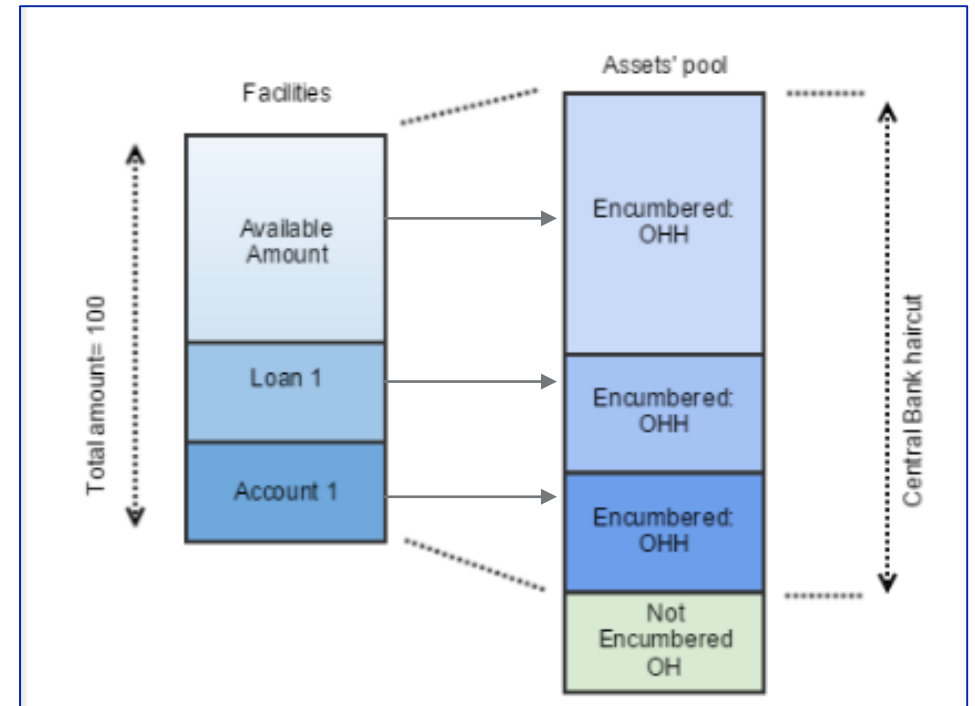 Facilities
Assets' pool
Total amount= 100
Available
Amount
Loan 1
Account 1
Encumbered:
OHH
Encumbered:
OHH
Encumbered:
OHH
Not
Encumbered
OH
Central Bank haircut